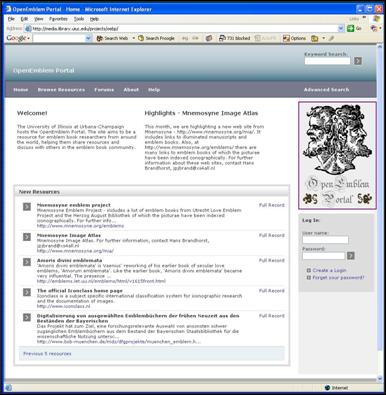 OpenEmblem Portal - Home - Microsoft Internet Explorer
File Edit View Favorites Tools Help
Links
Address http://media.library.uiuc.edu/projects/oebp/
Go
Google Search Web Search Froogle 731 blocked AutoFill Options
Keyword Search:
OpenEmblem Portal
Home Browse Resources Forums About Help Advanced Search
Welcome!
The University of Illinois at Urbana-Champaign
hosts the OpenEmblem Portal. The site aims to be a
resource for emblem book researchers from around
the world, helping them share resources and
discuss with others in the emblem book community.
Highlights - Mnemosyne Image Atlas
This month, we are highlighting a new web site from
Mnemosyne - http://www.mnemosyne.org/mia/. It
includes links to illuminated manuscripts and
emblem books. Also, at
http://www.mnemosyne.org/emblems/ there are
many links to emblem books of which the picturae
have been indexed iconographically. For further
information about these web sites, contact Hans
Brandhorst, jpjbrand@xs4all.nl
Open Emblem
Portal
New Resources
Mnemosyne emblem project Full Record
Mnemosyne Emblem Project - includes a lot of emblem books from Utrecht Love Emblem
Project and the Herzog August Bibliothek of which the picturae have been indexed
iconographically. For further info...
http://www.mnemosyne.org/emblems
Mnemosyne Image Atlas Full Record
Mnemosyne Image Atlas. For further information, contact Hans Brandhorst,
jpjbrand@xs4all.nl
http://www.mnemosyne.org/mia/
Amoris divini emblemata Full Record
'Amoris divini emblemata' is Vaenius' reworking of his earlier book of secular love
emblems, 'Amorum emblemata'. Like the earlier book, 'Amoris divini emblemata' became
very influential. The presence ...
http://emblems.let.uu.nl/emblems/html/v1615front.html
The official Iconclass home page Full Record
Iconclass is a subject specific international classification system for iconographic research
and the documentation of images.
http://www.iconclass.nl
Digitalisierung von ausgewählten Emblembüchern der frühen Neuzeit aus den Full Record
Beständen der Bayerischen
Das Projekt hat zum Ziel, eine forschungsrelevante Auswahl von ansonsten schwer
zugänglichen Emblembüchern aus dem Bestand der Bayerischen Staatsbibliothek für die
wissenschaftliche Nutzung untersc...
http://www.bsb-muenchen.de/mdz/dfgprojekte/muenchen_emblem.h...
Previous 5 resources
Log In:
User name:
Password:
Create a Login
Forget your password?
Internet